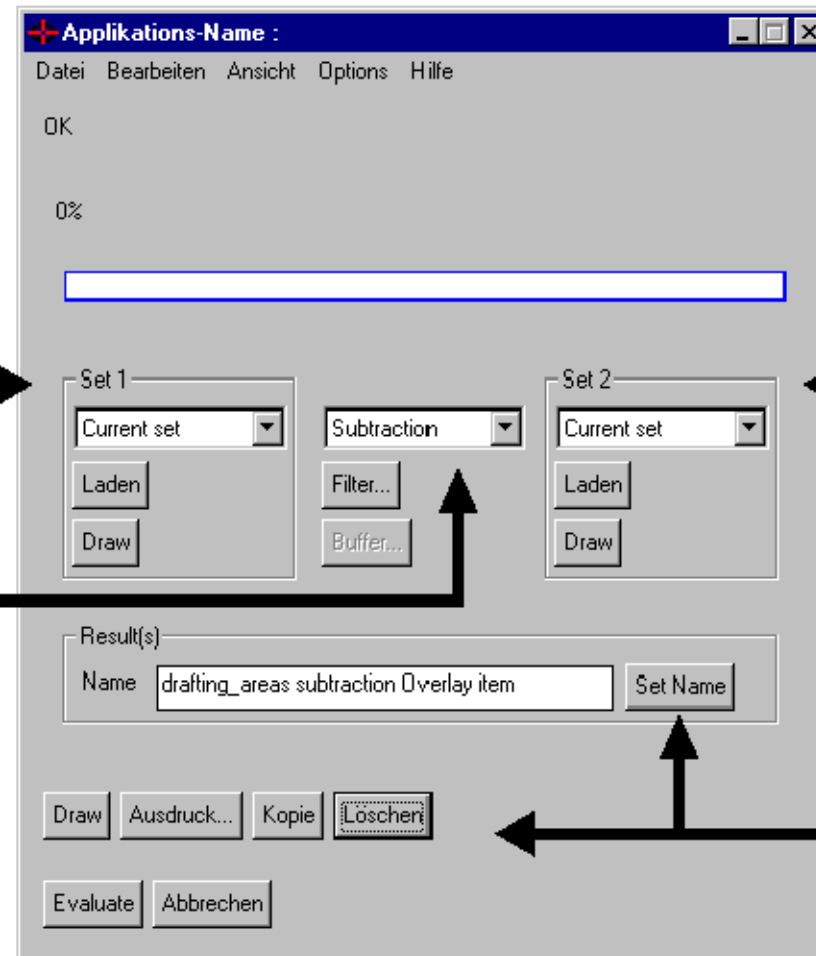 Applikations-Name :
Datei Bearbeiten Ansicht Options Hilfe
OK
0%
Set 1 Set 2
Current set Subtraction Current set
Laden Filter... Laden
Draw Buffer... Draw
Result(s)
Name drafting_areas subtraction Overlay item Set Name
Draw Ausdruck... Kopie Löschen
Evaluate Abbrechen